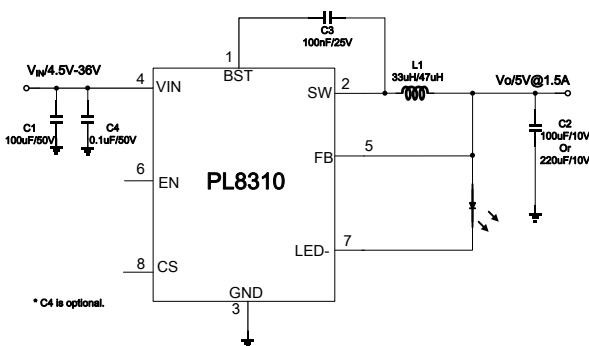 C3
100nF/25V
1
BST
L1
33uH/47uH
VIN/4.5V-36V
4
VIN
SW
2
Vo/5V@1.5A
C1
100uF/50V
C4
0.1uF/50V
C2
100uF/10V
Or
220uF/10V
FB
5
6
EN
PL8310
LED-
7
8
CS
GND
3
* C4 is optional.